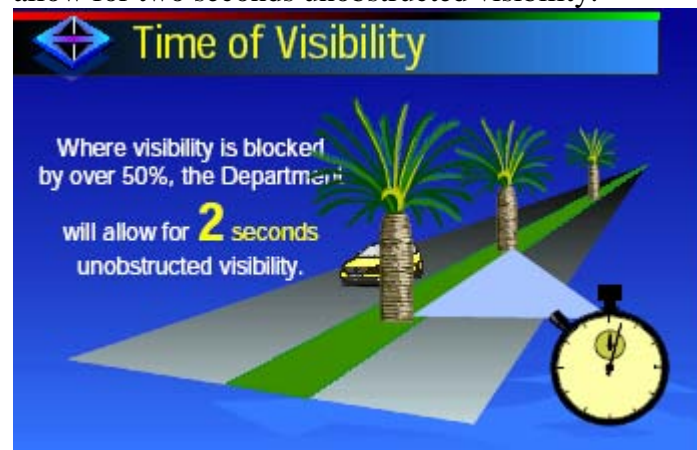 allow for two seconds unobstructed visibility.
Time of Visibility
Where visibility is blocked
by over 50%, the Department
will allow for 2 seconds
unobstructed visibility.